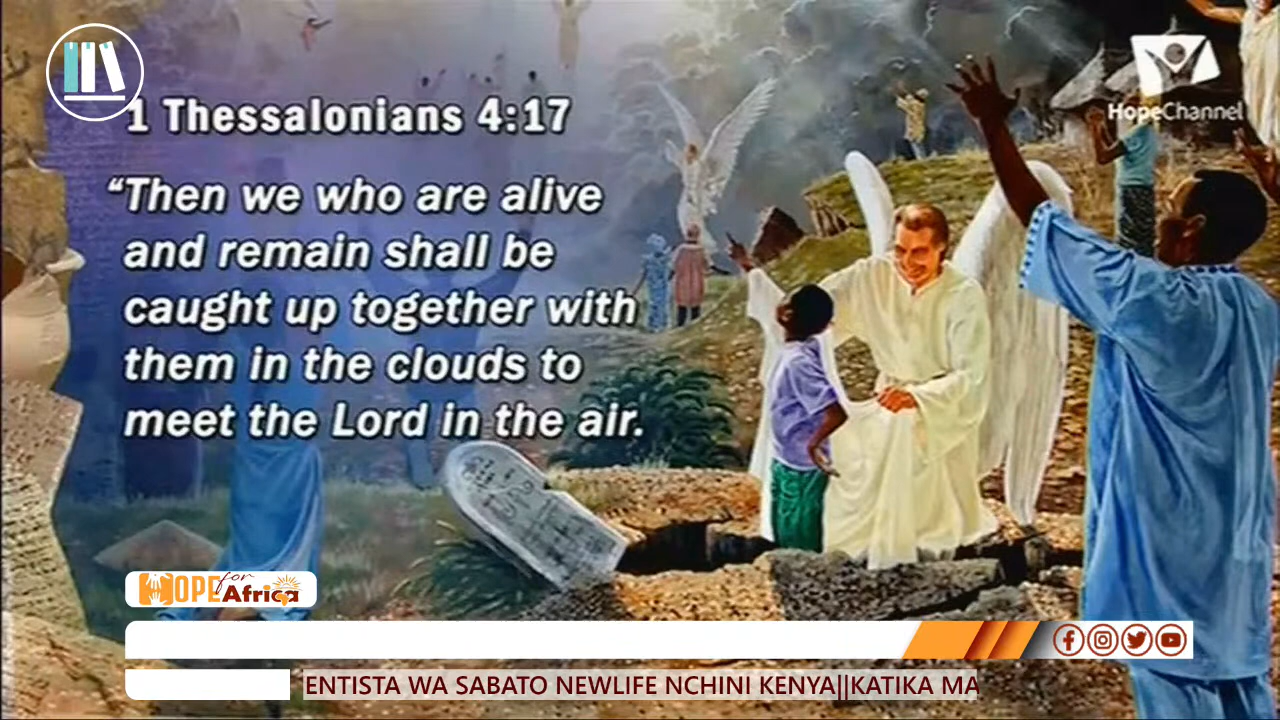 1 Thessalonians 4:17
HopeChannel
“Then we who are alive
and remain shall be
caught up together with
them in the clouds to
meet the Lord in the air.
HOPE for
Africa
ENTISTA WA SABATO NEWLIFE NCHINI KENYA||KATIKA MA